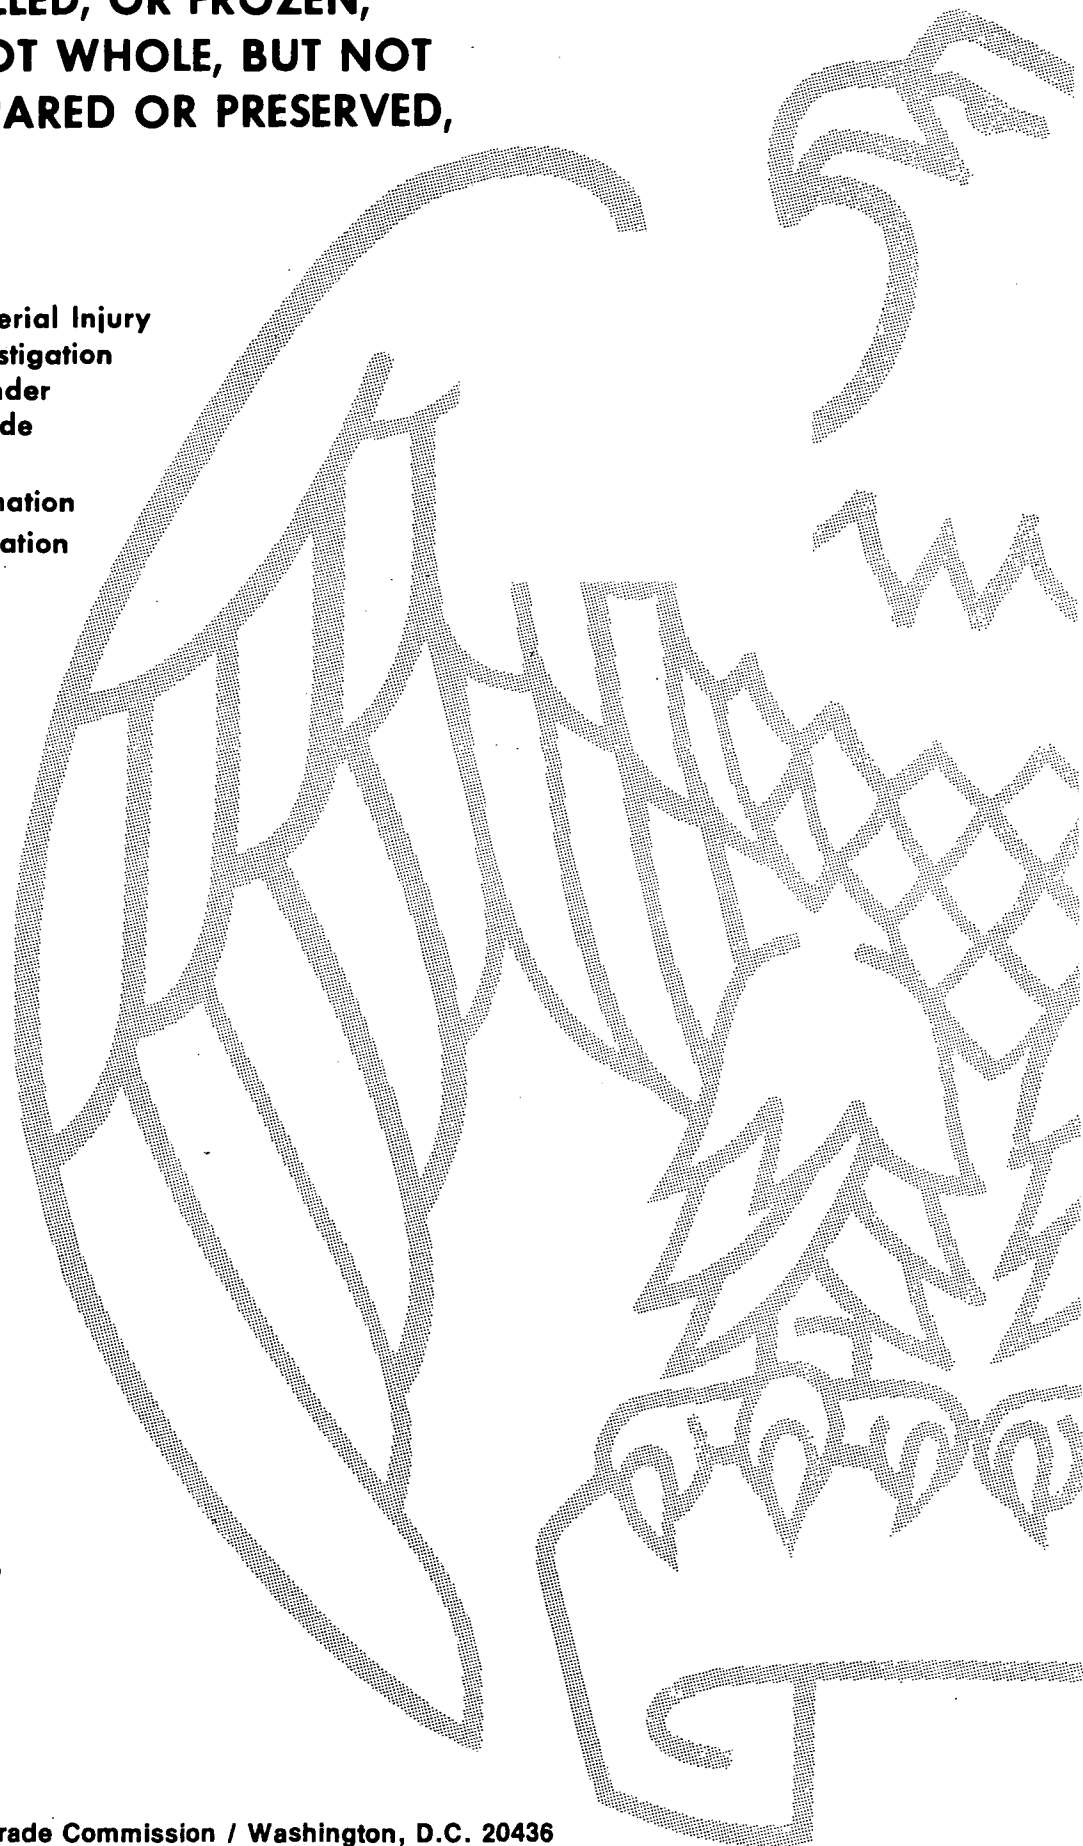 LLED, OR FROZEN,
OT WHOLE, BUT NOT
PARED OR PRESERVED,
erial Injury
stigation
nder
de
nation
ation
rade Commission / Washington, D.C. 20436